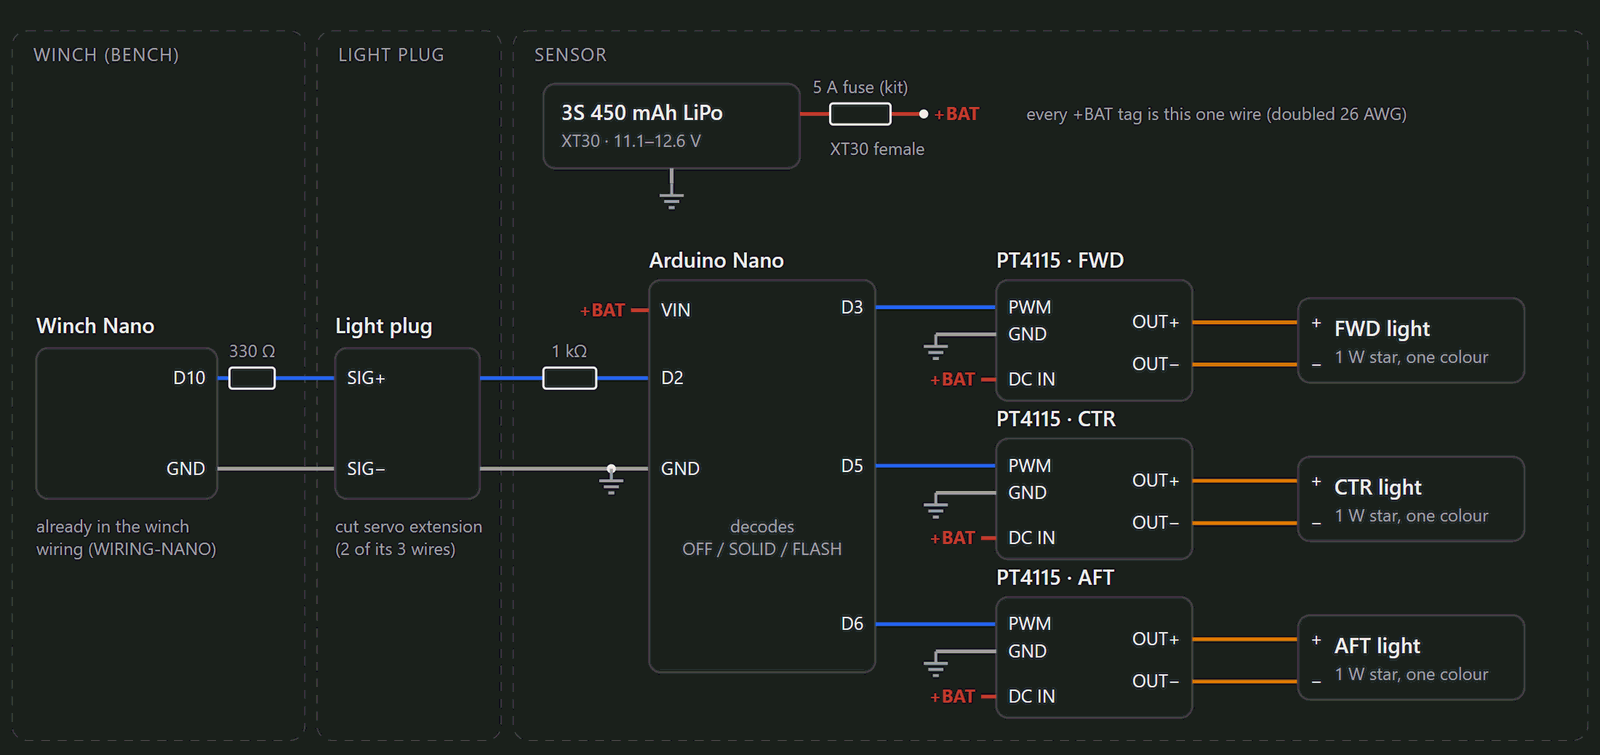 WINCH (BENCH)
LIGHT PLUG
SENSOR
3S 450 mAh LiPo
XT30 · 11.1–12.6 V
5 A fuse (kit)
+BAT
XT30 female
every +BAT tag is this one wire (doubled 26 AWG)
Winch Nano
D10
GND
330 Ω
already in the winch
wiring (WIRING-NANO)
Light plug
SIG+
SIG−
cut servo extension
(2 of its 3 wires)
1 kΩ
Arduino Nano
+BAT
VIN
D2
GND
D3
D5
D6
decodes
OFF / SOLID / FLASH
PT4115 · FWD
PWM
GND
+BAT
DC IN
OUT+
OUT−
+
−
FWD light
1 W star, one colour
PT4115 · CTR
PWM
GND
+BAT
DC IN
OUT+
OUT−
+
−
CTR light
1 W star, one colour
PT4115 · AFT
PWM
GND
+BAT
DC IN
OUT+
OUT−
+
−
AFT light
1 W star, one colour